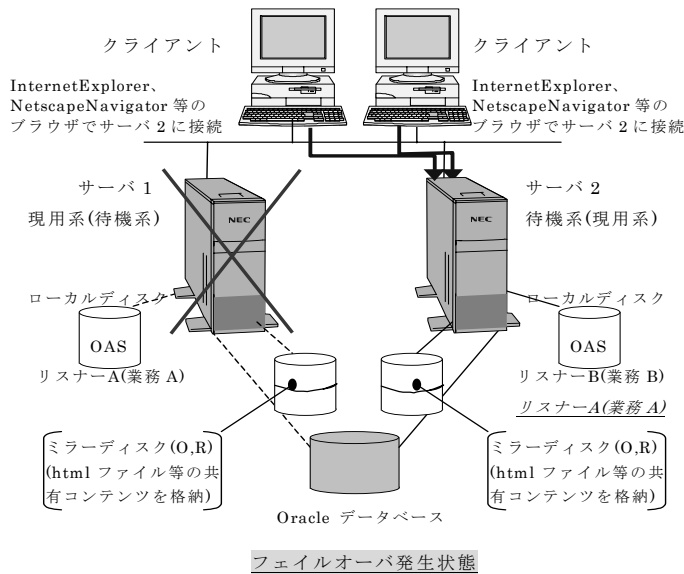 クライアント
クライアント
InternetExplorer、
NetscapeNavigator 等の
ブラウザでサーバ 2 に接続
InternetExplorer、
NetscapeNavigator 等の
ブラウザでサーバ 2 に接続
サーバ 1
現用系(待機系)
NEC
NEC
サーバ 2
待機系(現用系)
ローカルディスク
OAS
リスナーA(業務 A)
ローカルディスク
OAS
リスナーB(業務 B)
リスナーA(業務 A)
ミラーディスク(O,R)
(html ファイル等の共
有コンテンツを格納)
ミラーディスク(O,R)
(html ファイル等の共
有コンテンツを格納)
Oracle データベース
フェイルオーバ発生状態